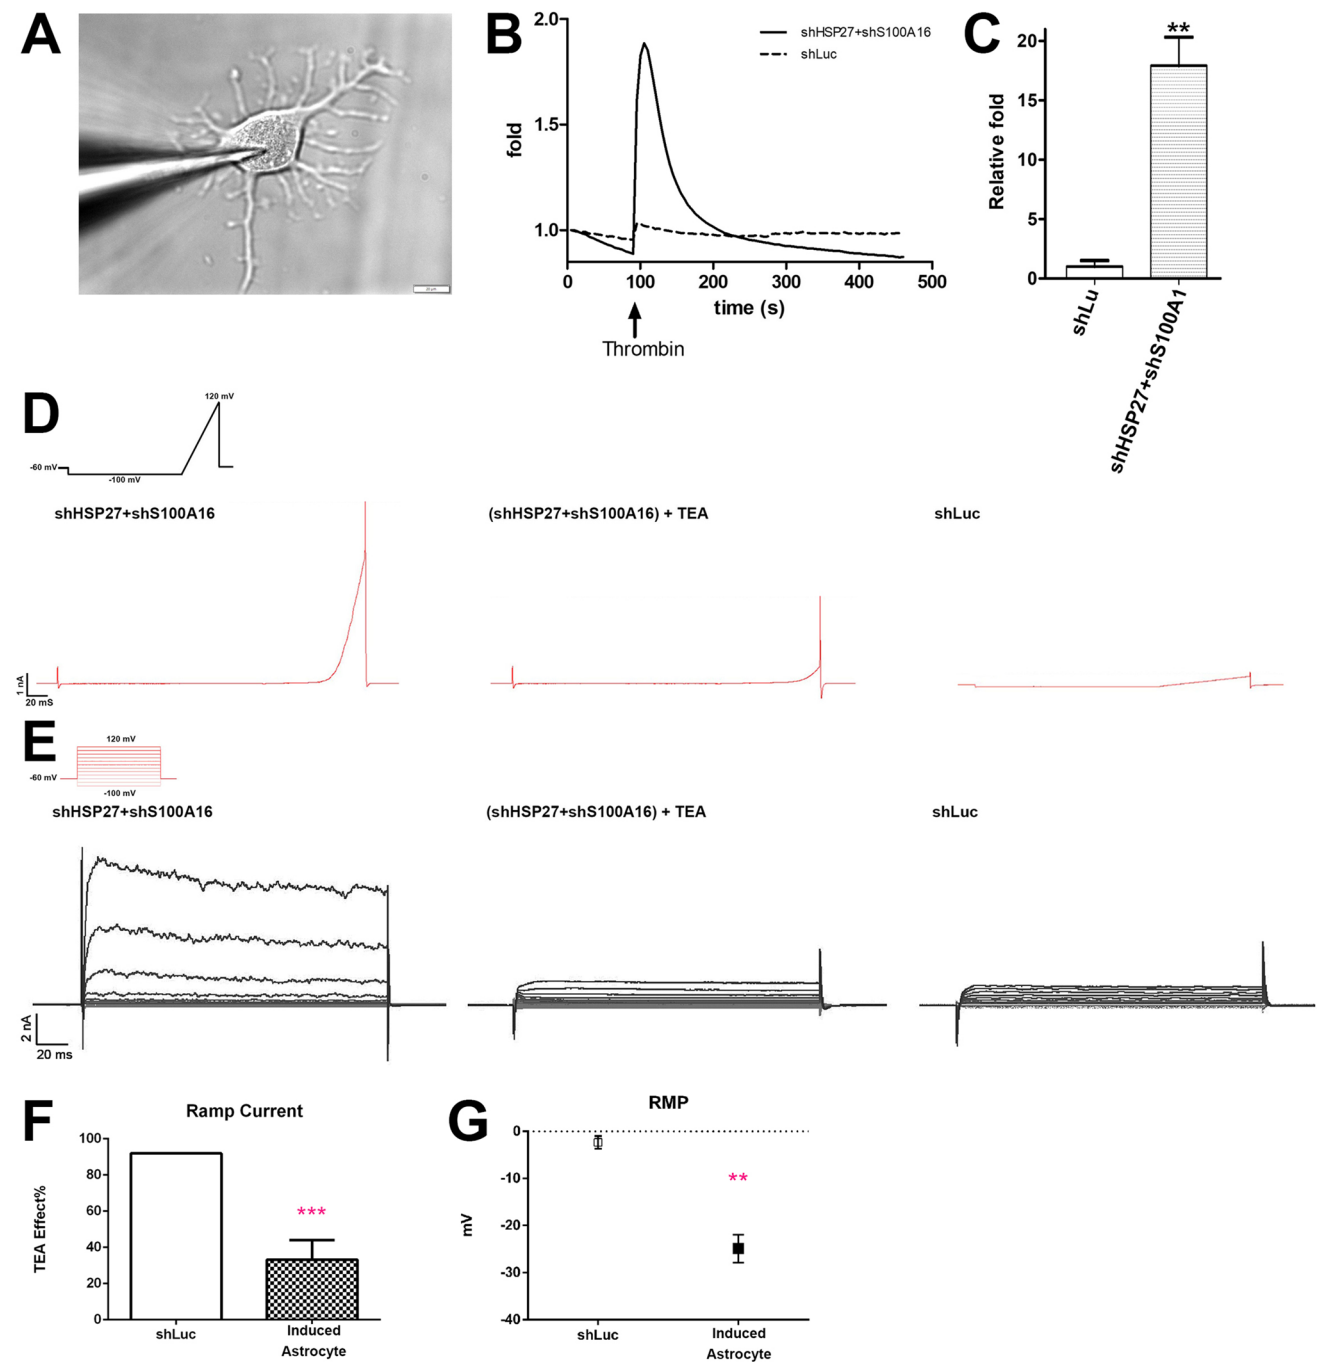 A
20 µm
B
fold
2.0
1.5
1.0
shHSP27+shS100A16
shLuc
0 100 200 300 400 500
time (s)
Thrombin
C
**
Relative fold
20
15
10
5
0
shLu
shHSP27+shS100A1
D
120 mV
-60 mV
-100 mV
shHSP27+shS100A16 (shHSP27+shS100A16) + TEA shLuc
1 nA
20 mS
E
120 mV
-60 mV
-100 mV
shHSP27+shS100A16 (shHSP27+shS100A16) + TEA shLuc
2 nA
20 ms
F
Ramp Current
TEA Effect%
100
80
60
40
20
0
***
shLuc
Induced
Astrocyte
G
RMP
mV
0
-10
-20
-30
-40
**
shLuc
Induced
Astrocyte